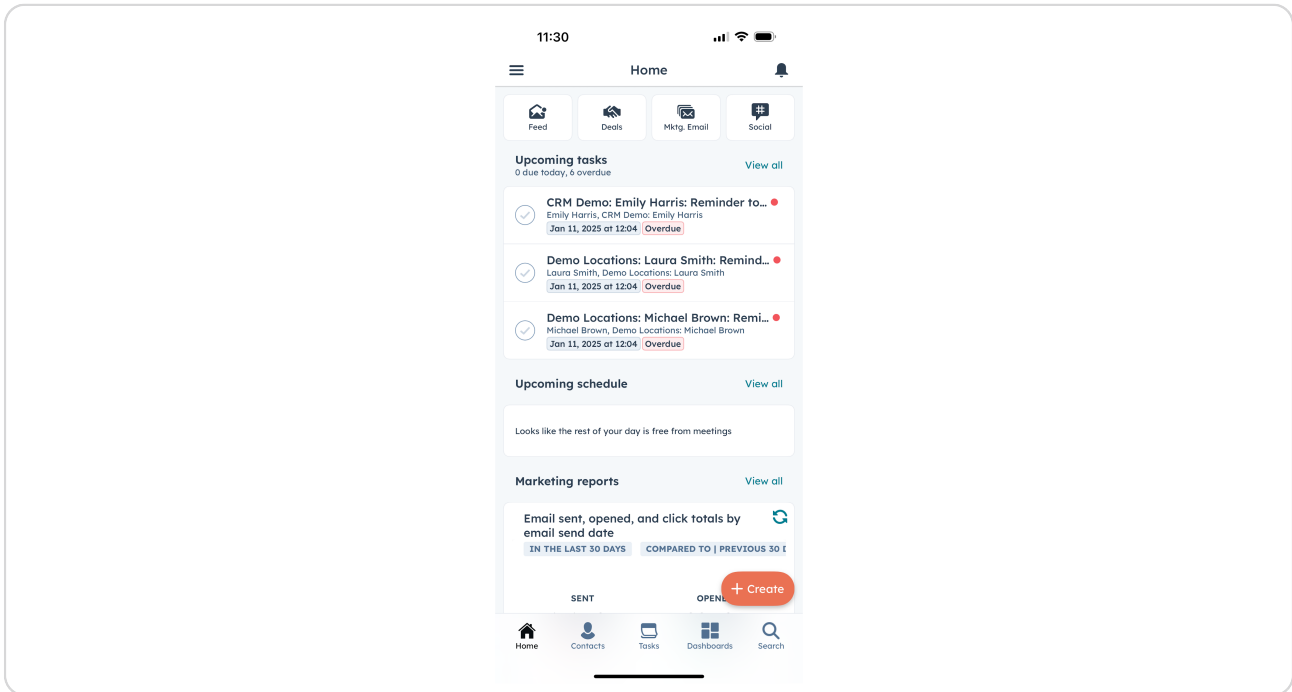 11:30
Home
Feed
Deals
Mktg. Email
Social
Upcoming tasks
View all
0 due today, 6 overdue
CRM Demo: Emily Harris: Reminder to...
Emily Harris, CRM Demo: Emily Harris
Jan 11, 2025 at 12:04 Overdue
Demo Locations: Laura Smith: Remind...
Laura Smith, Demo Locations: Laura Smith
Jan 11, 2025 at 12:04 Overdue
Demo Locations: Michael Brown: Remi...
Michael Brown, Demo Locations: Michael Brown
Jan 11, 2025 at 12:04 Overdue
Upcoming schedule
View all
Looks like the rest of your day is free from meetings
Marketing reports
View all
Email sent, opened, and click totals by
email send date
IN THE LAST 30 DAYS
COMPARED TO | PREVIOUS 30
SENT
+ Create
Home
Contacts
Tasks
Dashboards
Search